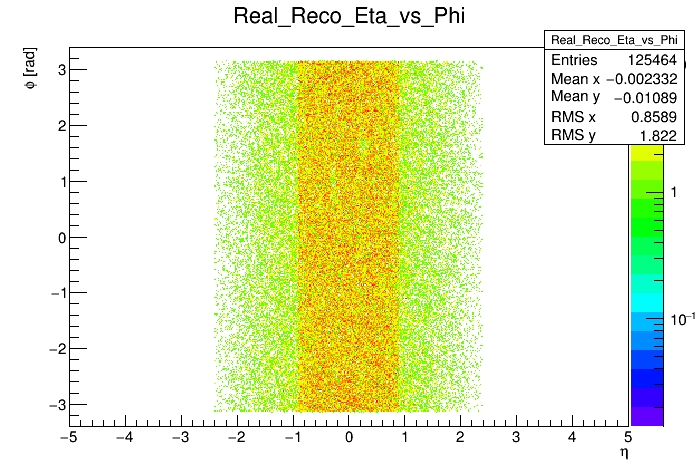 Real_Reco_Eta_vs_Phi
Real_Reco_Eta_vs_Phi
Entries 125464
Mean x −0.002332
Mean y −0.01089
RMS x 0.8589
RMS y 1.822
ϕ [rad]
3
2
1
0
−1
−2
−3
−5 −4 −3 −2 −1 0 1 2 3 4 5
η
1
10⁻¹